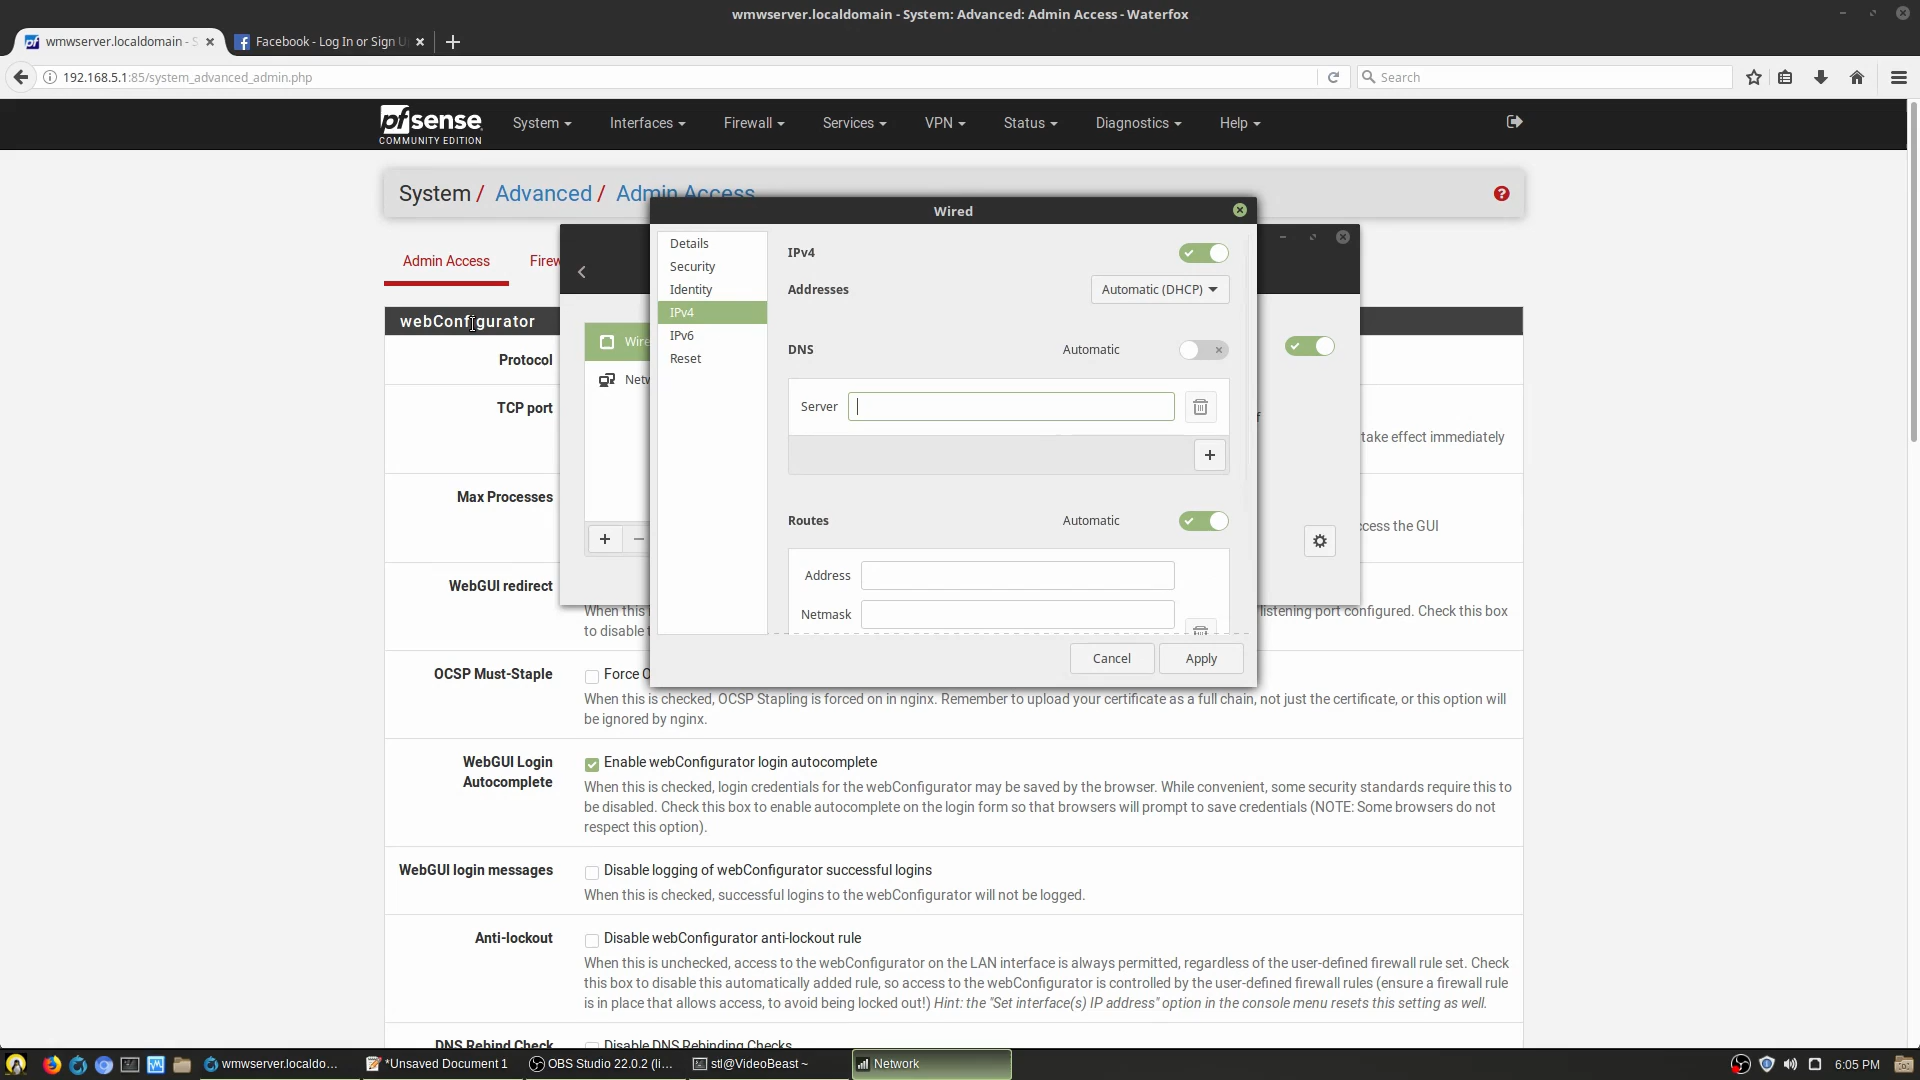 wmwserver.localdomain - System: Advanced: Admin Access - Waterfox
wmwserver.localdomain - S
Facebook - Log In or Sign U
192.168.5.1:85/system_advanced_admin.php
Search
pfsense
COMMUNITY EDITION
System
Interfaces
Firewall
Services
VPN
Status
Diagnostics
Help
System / Advanced / Admin Access
Admin Access
Firew
Wired
Details
Security
Identity
IPv4
IPv6
Reset
IPv4
Addresses
Automatic (DHCP)
DNS
Automatic
Server
Routes
Automatic
Address
Netmask
Cancel
Apply
Wire
Netw
webConfigurator
Protocol
TCP port
take effect immediately
Max Processes
ccess the GUI
WebGUI redirect
When this
listening port configured. Check this box
to disable t
OCSP Must-Staple
Force O
When this is checked, OCSP Stapling is forced on in nginx. Remember to upload your certificate as a full chain, not just the certificate, or this option will
be ignored by nginx.
WebGUI Login
Autocomplete
Enable webConfigurator login autocomplete
When this is checked, login credentials for the webConfigurator may be saved by the browser. While convenient, some security standards require this to
be disabled. Check this box to enable autocomplete on the login form so that browsers will prompt to save credentials (NOTE: Some browsers do not
respect this option).
WebGUI login messages
Disable logging of webConfigurator successful logins
When this is checked, successful logins to the webConfigurator will not be logged.
Anti-lockout
Disable webConfigurator anti-lockout rule
When this is unchecked, access to the webConfigurator on the LAN interface is always permitted, regardless of the user-defined firewall rule set. Check
this box to disable this automatically added rule, so access to the webConfigurator is controlled by the user-defined firewall rules (ensure a firewall rule
is in place that allows access, to avoid being locked out!) Hint: the "Set interface(s) IP address" option in the console menu resets this setting as well.
DNS Rebind Check
Disable DNS Rebinding Checks
wmwserver.localdo...
*Unsaved Document 1
OBS Studio 22.0.2 (li...
stl@VideoBeast ~
Network
6:05 PM